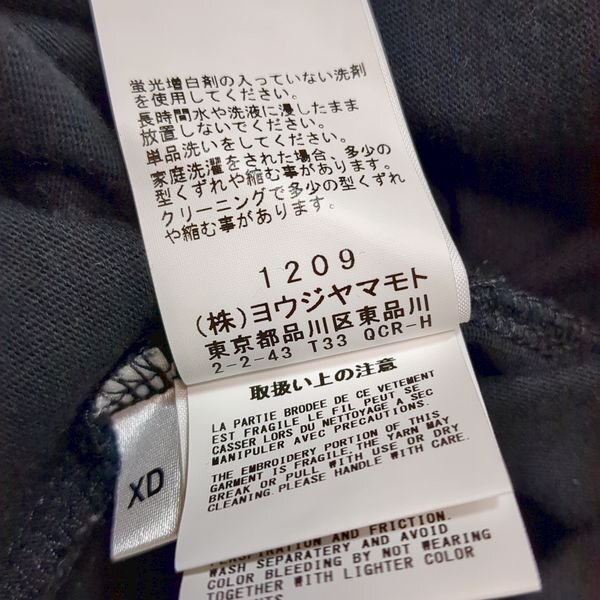 蛍光増白剤の入っていない洗剤
を使用してください。
長時間水や洗液に浸したまま
放置しないでください。
単品洗いをしてください。
家庭洗濯をされた場合、多少の
型くずれや縮む事があります。
クリーニングで多少の型くずれ
や縮む事があります。
1209
(株)ヨウジヤマモト
東京都品川区東品川
2-2-43 T33 QCR-H
取扱い上の注意
LA PARTIE BRODEE DE CE VETEMENT
EST FRAGILE LE FIL PEUT SE
CASSER LORS DU NETTOYAGE A SEC
MANIPULER AVEC PRECAUTIONS.
THE EMBROIDERY PORTION OF THIS
GARMENT IS FRAGILE,THE YARN MAY
BREAK OR PULL WITH USE OR DRY
CLEANING.PLEASE HANDLE WITH CARE.
XD
PERSPIRATION AND FRICTION.
WASH SEPARATERY AND AVOID
COLOR BLEEDING BY NOT WEARING
TOGETHER WITH LIGHTER COLOR